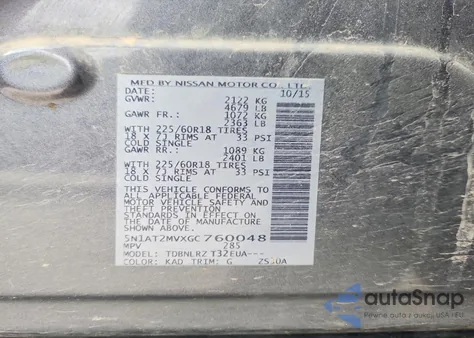 MFD BY NISSAN MOTOR CO., LTD.
DATE: 10/15
GVWR: 2122 KG
4679 LB
GAWR FR.: 1072 KG
2363 LB
WITH 225/60R18 TIRES
18 X 7J RIMS AT 33 PSI
COLD SINGLE
GAWR RR.: 1089 KG
2401 LB
WITH 225/60R18 TIRES
18 X 7J RIMS AT 33 PSI
COLD SINGLE
THIS VEHICLE CONFORMS TO
ALL APPLICABLE FEDERAL
MOTOR VEHICLE SAFETY AND
THEFT PREVENTION
STANDARDS IN EFFECT ON
THE DATE OF MANUFACTURE
SHOWN ABOVE.
5N1AT2MVXGC760048
MPV 285
MODEL: TDBNLRZ T32EUA---
COLOR: KAD TRIM: G
autaSnap